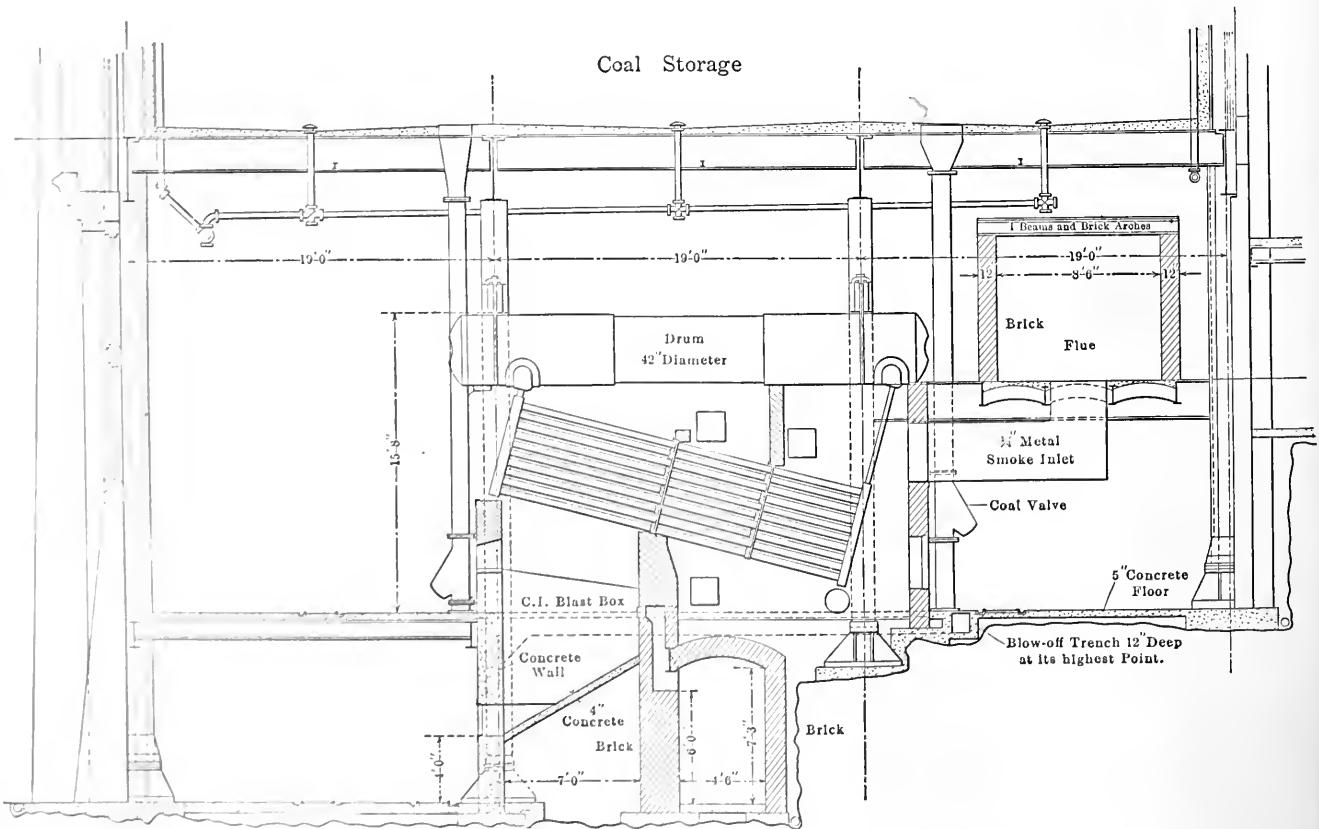 Coal Storage
I
I
I
I Beams and Brick Arches
19'0"
19'0"
19'0"
12"
8'6"
12"
Brick
Flue
Drum
42" Diameter
15'8"
¼" Metal
Smoke Inlet
Coal Valve
5" Concrete
Floor
C.I. Blast Box
Blow-off Trench 12" Deep
at its highest Point.
Concrete
Wall
4"
Concrete
Brick
Brick
4'0"
6'0"
7'3"
7'0"
4'6"